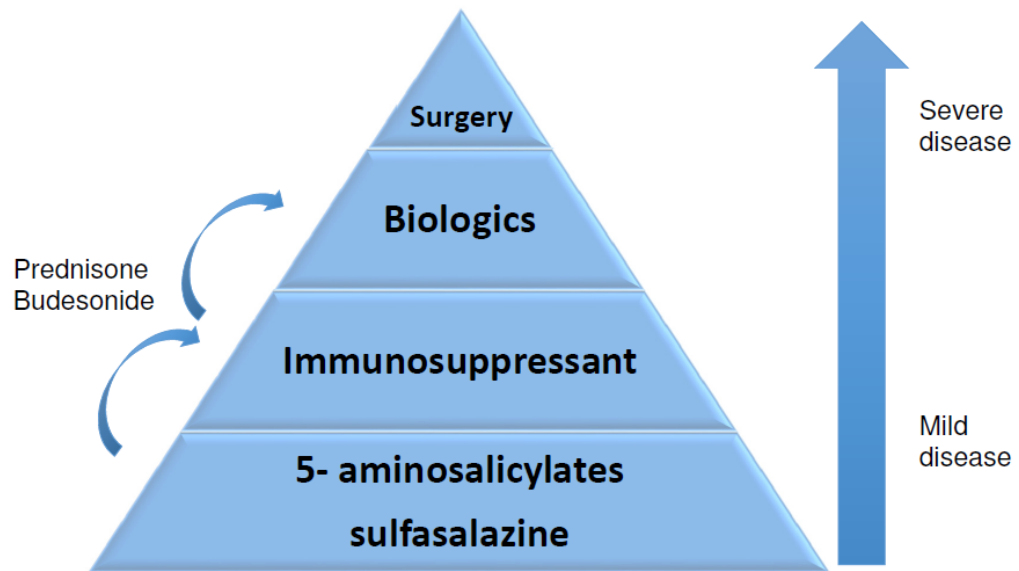 Surgery
Biologics
Immunosuppressant
5- aminosalicylates
sulfasalazine
Prednisone
Budesonide
Severe
disease
Mild
disease